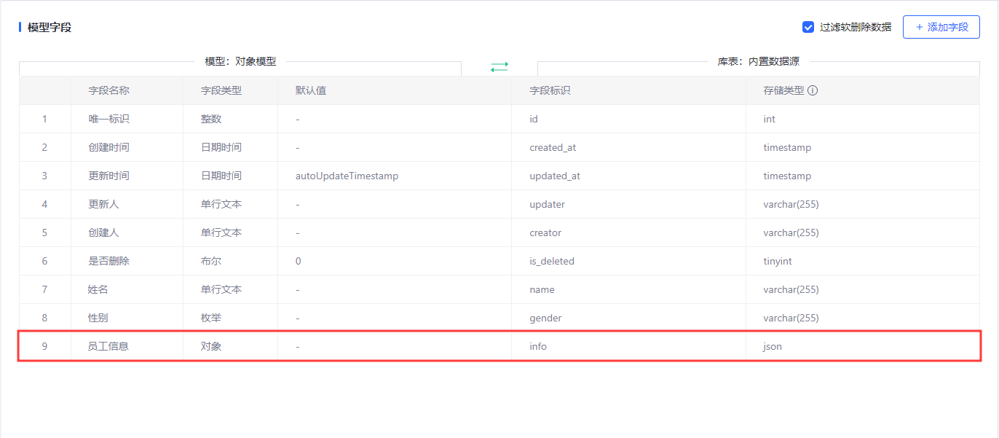 模型字段
过滤软删除数据
+ 添加字段
模型：对象模型
库表：内置数据源
字段名称 字段类型 默认值 字段标识 存储类型
1 唯一标识 整数 - id int
2 创建时间 日期时间 - created_at timestamp
3 更新时间 日期时间 autoUpdateTimestamp updated_at timestamp
4 更新人 单行文本 - updater varchar(255)
5 创建人 单行文本 - creator varchar(255)
6 是否删除 布尔 0 is_deleted tinyint
7 姓名 单行文本 - name varchar(255)
8 性别 枚举 - gender varchar(255)
9 员工信息 对象 - info json